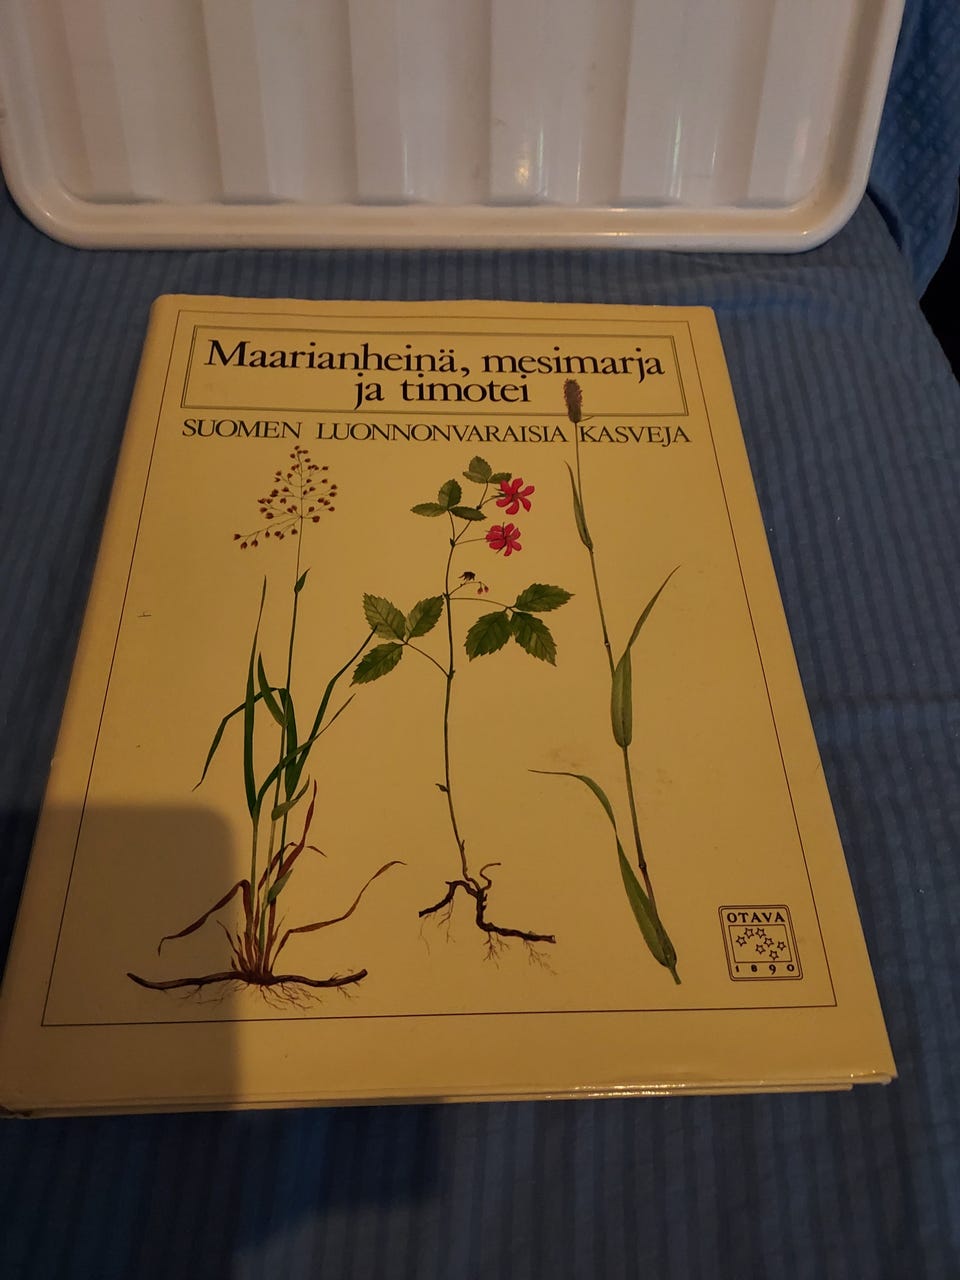 Maarianheinä, mesimarja
ja timotei
SUOMEN LUONNONVARAISIA KASVEJA
OTAVA
1890